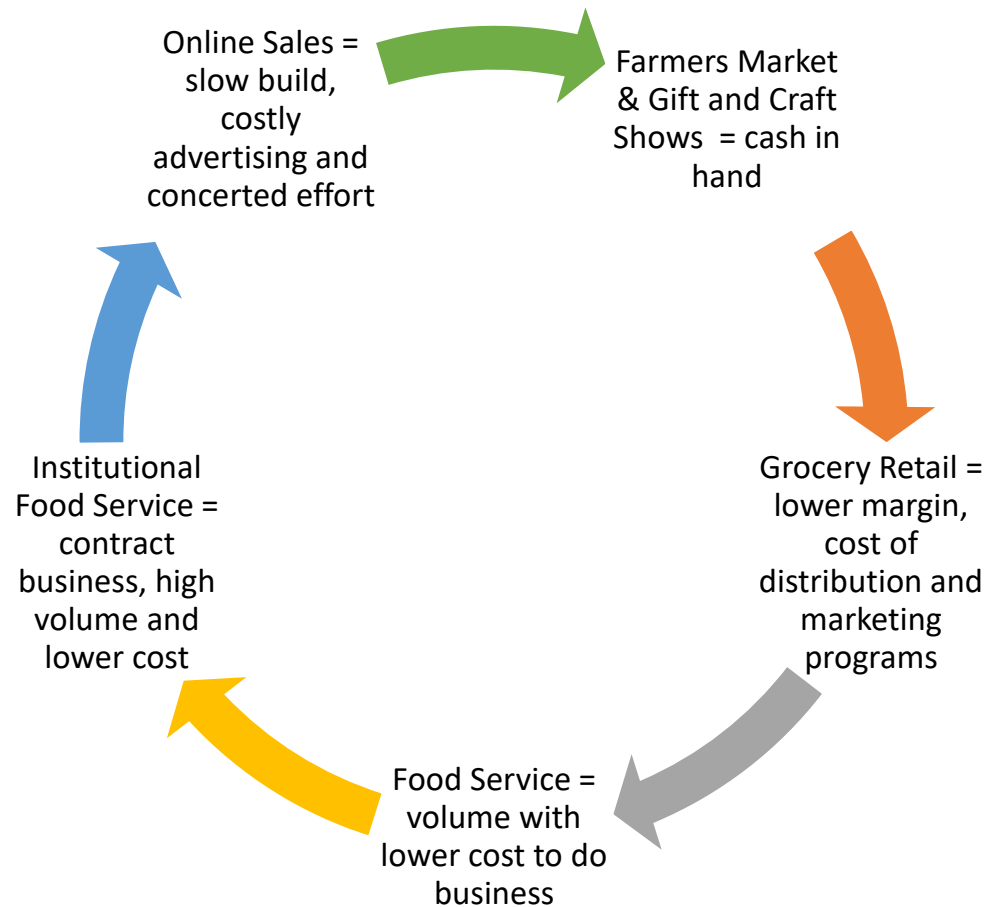 Online Sales =
slow build,
costly
advertising and
concerted effort
Farmers Market
& Gift and Craft
Shows = cash in
hand
Grocery Retail =
lower margin,
cost of
distribution and
marketing
programs
Food Service =
volume with
lower cost to do
business
Institutional
Food Service =
contract
business, high
volume and
lower cost